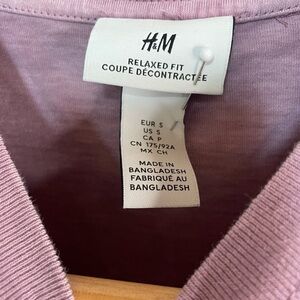 H&M
RELAXED FIT
COUPE DÉCONTRACTÉE
EUR S
US S
CA P
CN 175/92A
MX CH
MADE IN
BANGLADESH
FABRIQUÉ AU
BANGLADESH